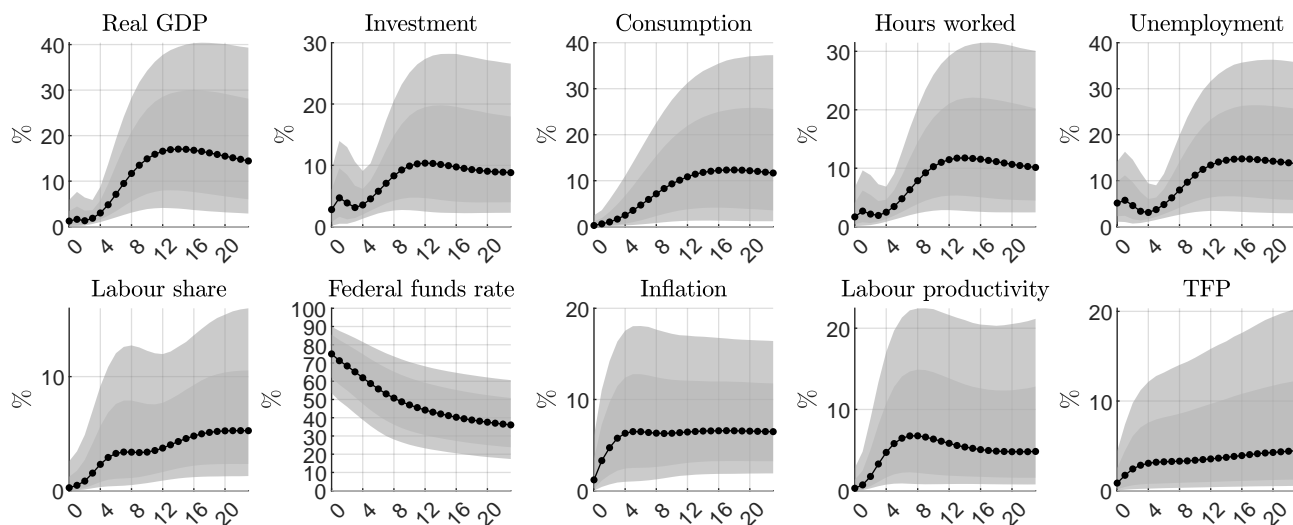 Real GDP
Investment
Consumption
Hours worked
Unemployment
%
40
30
20
10
0
0 4 8 12 16 20
30
20
10
0
%
0 4 8 12 16 20
40
30
20
10
0
%
0 4 8 12 16 20
30
20
10
0
%
0 4 8 12 16 20
40
30
20
10
0
%
0 4 8 12 16 20
Labour share
Federal funds rate
Inflation
Labour productivity
TFP
%
10
0
0 4 8 12 16 20
%
100
90
80
70
60
50
40
30
20
10
0
0 4 8 12 16 20
%
20
10
0
0 4 8 12 16 20
%
20
10
0
0 4 8 12 16 20
%
20
10
0
0 4 8 12 16 20